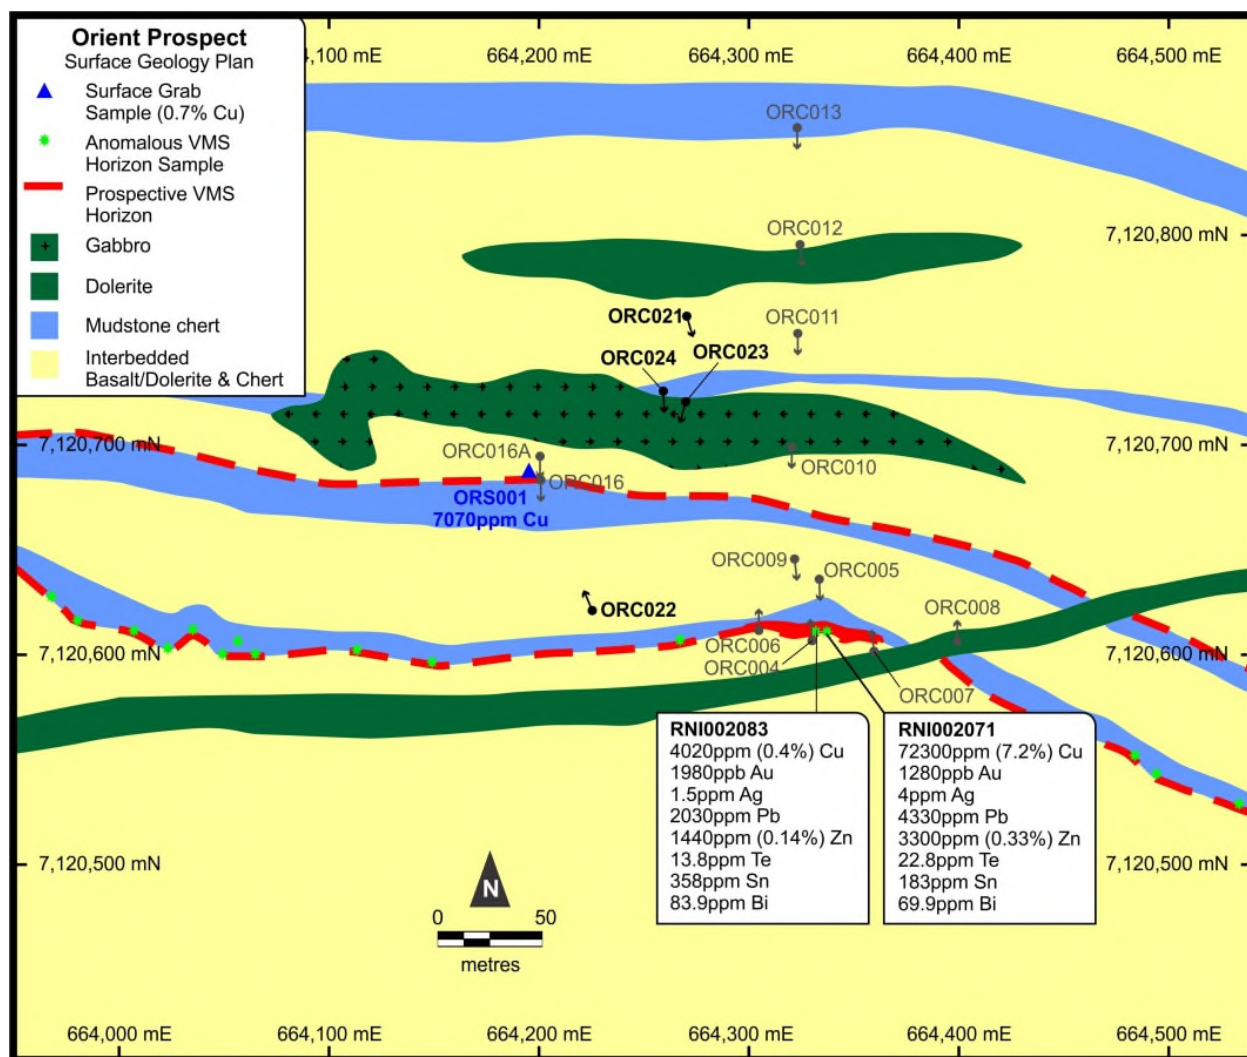 Orient Prospect
Surface Geology Plan
Surface Grab
Sample (0.7% Cu)
Anomalous VMS
Horizon Sample
Prospective VMS
Horizon
Gabbro
Dolerite
Mudstone chert
Interbedded
Basalt/Dolerite & Chert
,100 mE
664,200 mE
664,300 mE
664,400 mE
664,500 mE
ORC013
7,120,800 mN
ORC012
ORC021
ORC011
ORC024
ORC023
7,120,700 mN
7,120,700 mN
ORC016A
ORC010
ORC016
ORS001
7070ppm Cu
ORC009
ORC005
ORC022
ORC008
ORC006
ORC004
ORC007
7,120,600 mN
7,120,600 mN
RNI002083
4020ppm (0.4%) Cu
1980ppb Au
1.5ppm Ag
2030ppm Pb
1440ppm (0.14%) Zn
13.8ppm Te
358ppm Sn
83.9ppm Bi
RNI002071
72300ppm (7.2%) Cu
1280ppb Au
4ppm Ag
4330ppm Pb
3300ppm (0.33%) Zn
22.8ppm Te
183ppm Sn
69.9ppm Bi
7,120,500 mN
7,120,500 mN
N
0 50
metres
664,000 mE
664,100 mE
664,200 mE
664,300 mE
664,400 mE
664,500 mE